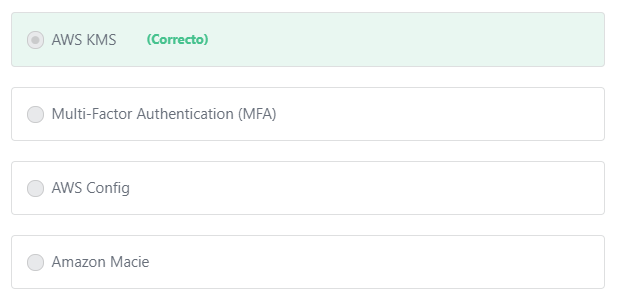 AWS KMS (Correcto)
Multi-Factor Authentication (MFA)
AWS Config
Amazon Macie